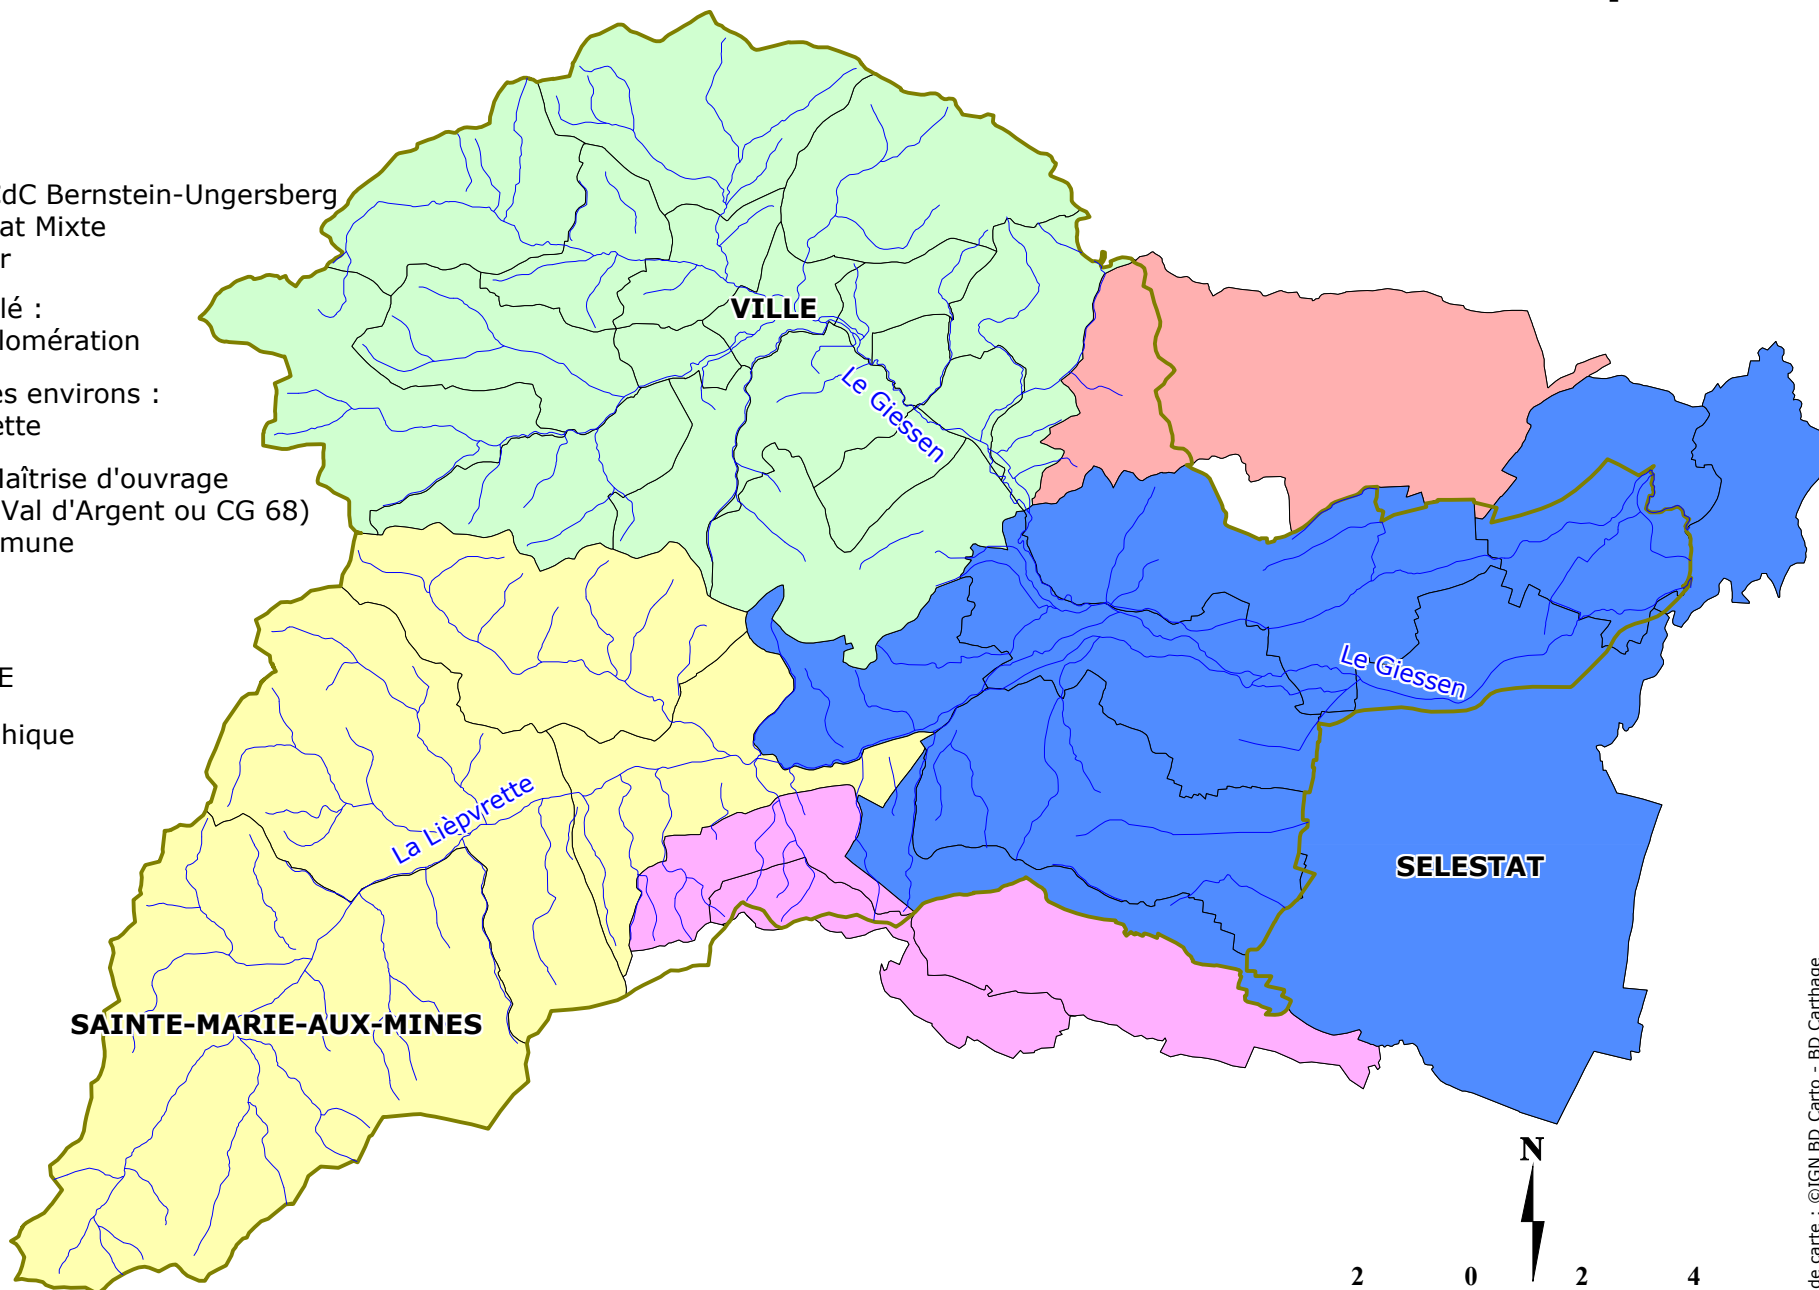 CdC Bernstein-Ungersberg
at Mixte
r
lé :
lomération
es environs :
ette
Maîtrise d'ouvrage
Val d'Argent ou CG 68)
mune
E
hique
VILLE
Le Giessen
Le Giessen
La Lièpvrette
SELESTAT
SAINTE-MARIE-AUX-MINES
N
2 0 2 4
de carte : ©IGN BD Carto - BD Carthage